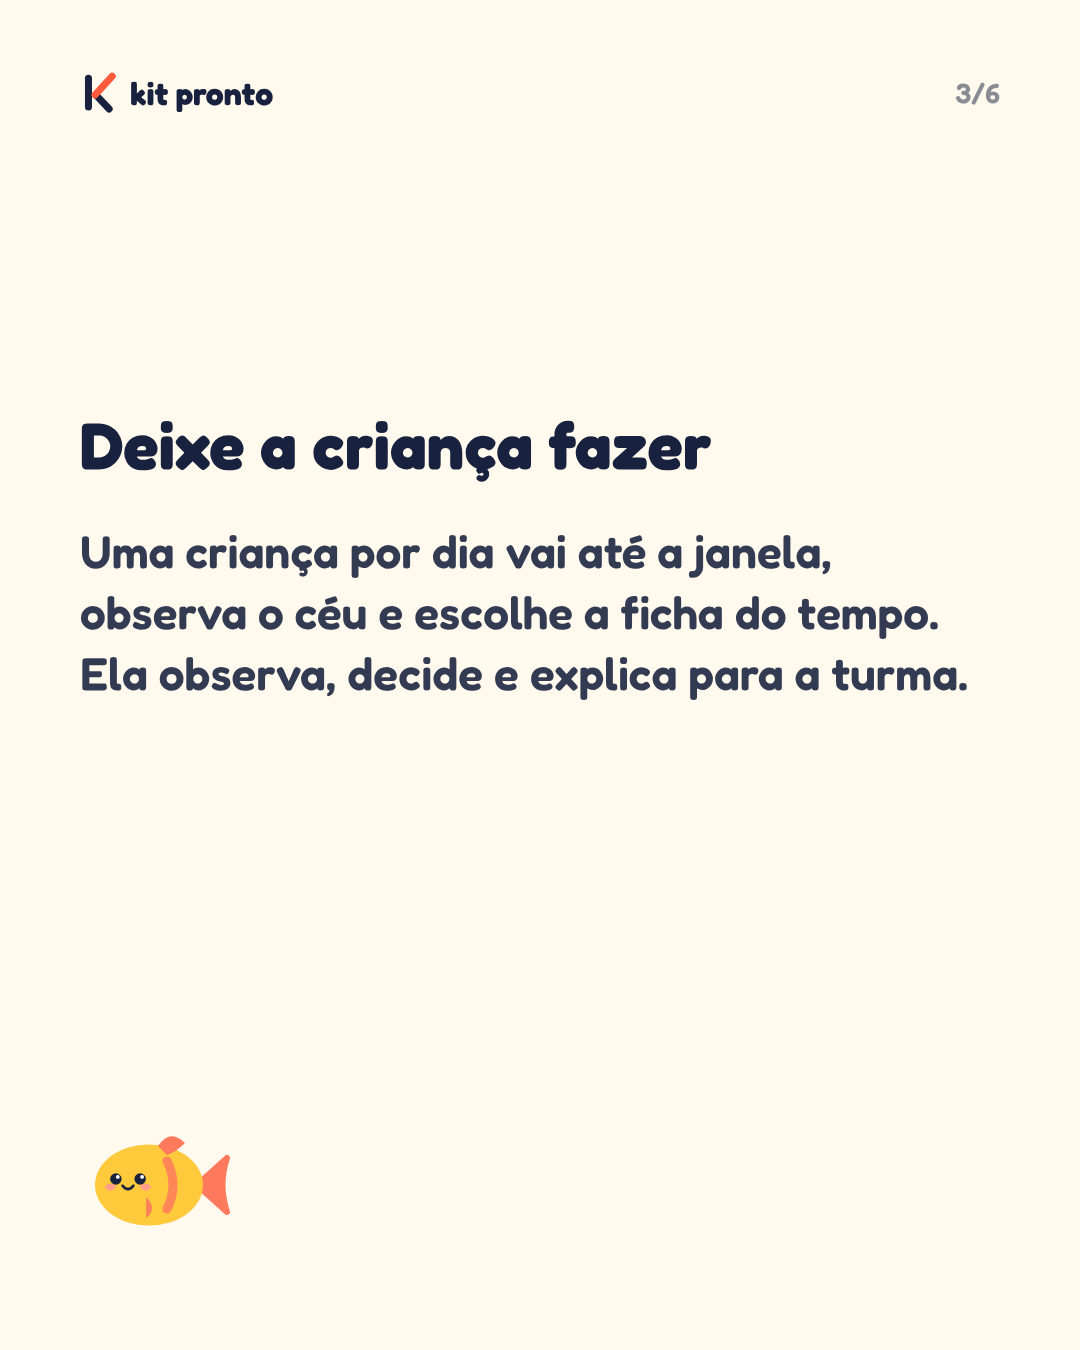 kit pronto
3/6
Deixe a criança fazer
Uma criança por dia vai até a janela,
observa o céu e escolhe a ficha do tempo.
Ela observa, decide e explica para a turma.